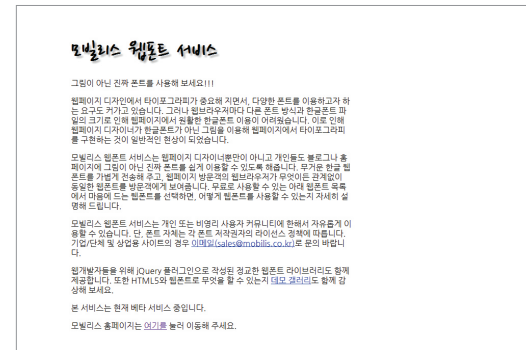 모빌리스 웹폰트 서비스
그림이 아닌 진짜 폰트를 사용해 보세요!!!
웹페이지 디자인에서 타이포그라피가 중요해 지면서, 다양한 폰트를 이용하고자 하
는 요구도 커가고 있습니다. 그러나 웹브라우저마다 다른 폰트 방식과 한글폰트 파
일의 크기로 인해 웹페이지에서 원활한 한글폰트 이용이 어려웠습니다. 이로 인해
웹페이지 디자이너가 한글폰트가 아닌 그림을 이용해 웹페이지에서 타이포그라피
를 구현하는 것이 일반적인 현상이 되었습니다.
모빌리스 웹폰트 서비스는 웹페이지 디자이너뿐만이 아니고 개인들도 블로그나 홈
페이지에 그림이 아닌 진짜 폰트를 쉽게 이용할 수 있도록 해줍니다. 무거운 한글 웹
폰트를 가볍게 전송해 주고, 웹페이지 방문객의 웹브라우저가 무엇이든 관계없이
동일한 웹폰트를 방문객에게 보여줍니다. 무료로 사용할 수 있는 아래 웹폰트 목록
에서 마음에 드는 웹폰트를 선택하면, 어떻게 웹폰트를 사용할 수 있는지 자세히 설
명해 드립니다.
모빌리스 웹폰트 서비스는 개인 또는 비영리 사용자 커뮤니티에 한해서 자유롭게 이
용할 수 있습니다. 단, 폰트 자체는 각 폰트 저작권자의 라이선스 정책에 따릅니다.
기업/단체 및 상업용 사이트의 경우 이메일(sales@mobilis.co.kr)로 문의 바랍니
다.
웹개발자들을 위해 jQuery 플러그인으로 작성된 정교한 웹폰트 라이브러리도 함께
제공합니다. 또한 HTML5와 웹폰트로 무엇을 할 수 있는지 데모 갤러리도 함께 감
상해 보세요.
본 서비스는 현재 베타 서비스 중입니다.
모빌리스 홈페이지는 여기를 눌러 이동해 주세요.